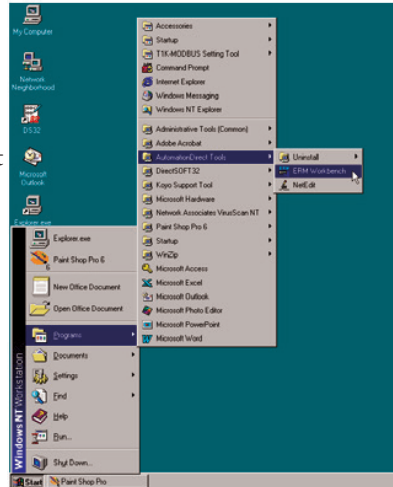 My Computer
Network
Neighborhood
DS32
Microsoft
Outlook
Explorer.exe
Explorer.exe
Paint Shop Pro 6
New Office Document
Open Office Document
Programs
Documents
Settings
Find
Help
Run...
Shut Down...
Windows NT Workstation
Start
Paint Shop Pro
Accessories
Startup
T1K-MODBUS Setting Tool
Command Prompt
Internet Explorer
Windows Messaging
Windows NT Explorer
Administrative Tools (Common)
Adobe Acrobat
AutomationDirect Tools
DirectSOFT32
Koyo Support Tool
Microsoft Hardware
Network Associates VirusScan NT
Paint Shop Pro 6
Startup
WinZip
Microsoft Access
Microsoft Excel
Microsoft Outlook
Microsoft Photo Editor
Microsoft PowerPoint
Microsoft Word
Uninstall
ERM Workbench
NetEdit